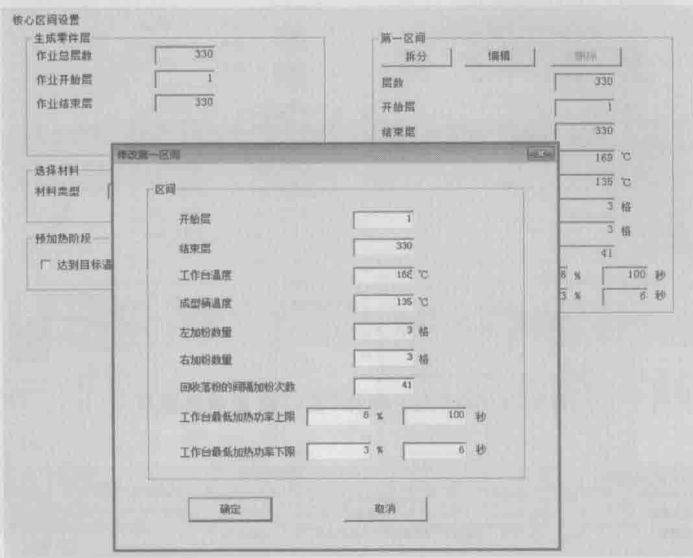 核心区间设置
生成零件层
作业总层数 330
作业开始层 1
作业结束层 330
选择材料
材料类型
预加热阶段
达到目标温
第一区间
拆分 编辑 删除
层数 330
开始层 1
结束层 330
169 ℃
135 ℃
3 格
3 格
41
6 % 100 秒
3 % 6 秒
修改第一区间
区间
开始层 1
结束层 330
工作台温度 168 ℃
成型桶温度 135 ℃
左加粉数量 3 格
右加粉数量 3 格
回收落粉的间隔加粉次数 41
工作台最低加热功率上限 6 % 100 秒
工作台最低加热功率下限 3 % 6 秒
确定 取消